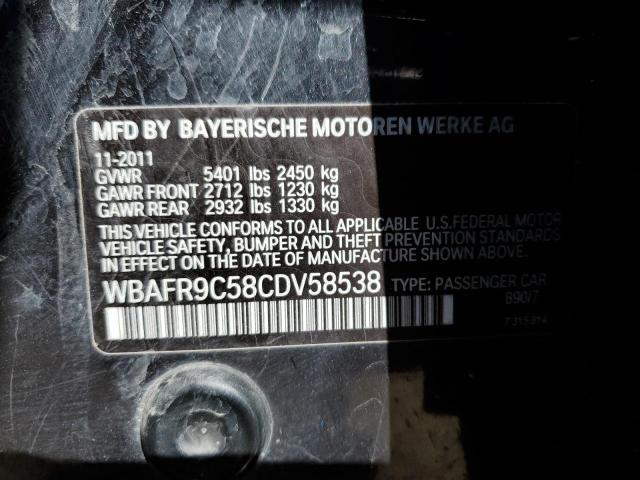 MFD BY BAYERISCHE MOTOREN WERKE AG
11-2011
GVWR 5401 lbs 2450 kg
GAWR FRONT 2712 lbs 1230 kg
GAWR REAR 2932 lbs 1330 kg
THIS VEHICLE CONFORMS TO ALL APPLICABLE U.S.FEDERAL MOTOR
VEHICLE SAFETY, BUMPER AND THEFT PREVENTION STANDARDS
IN EFFECT ON THE DATE OF MANUFACTURE SHOWN ABOVE.
WBAFR9C58CDV58538 TYPE: PASSENGER CAR
B90/7
7315914